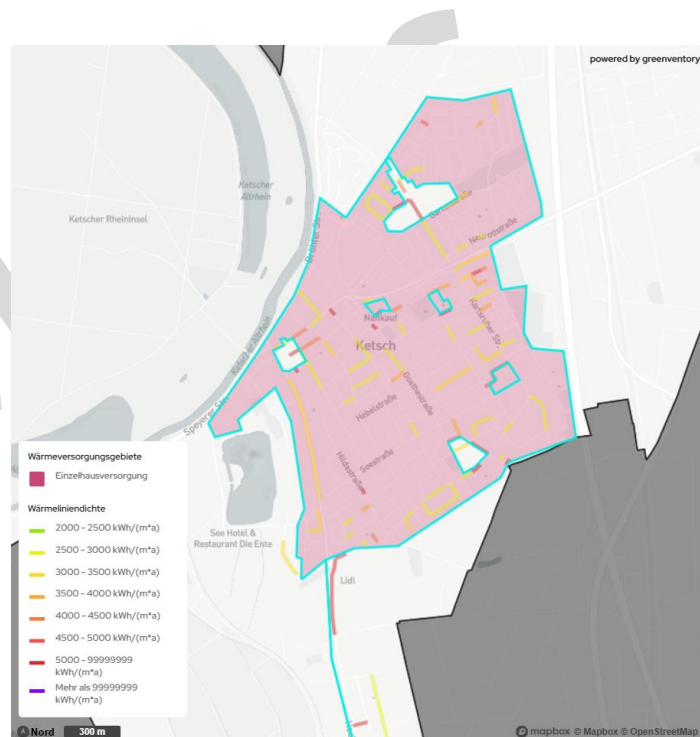 powered by greenventory
Ketscher
Altrhein
Ketscher Rheininsel
Brühler Str.
Ketscher Altrhein
Speyerer Str.
Nahkauf
Ketsch
Karlsruher Str.
Goethestraße
Hebelstraße
Hildastraße
Seestraße
See Hotel &
Restaurant Die Ente
Lidl
Wärmeversorgungsgebiete
Einzelhausversorgung
Wärmeliniendichte
2000 - 2500 kWh/(m*a)
2500 - 3000 kWh/(m*a)
3000 - 3500 kWh/(m*a)
3500 - 4000 kWh/(m*a)
4000 - 4500 kWh/(m*a)
4500 - 5000 kWh/(m*a)
5000 - 99999999
kWh/(m*a)
Mehr als 99999999
kWh/(m*a)
Nord
300 m
mapbox © Mapbox © OpenStreetMap